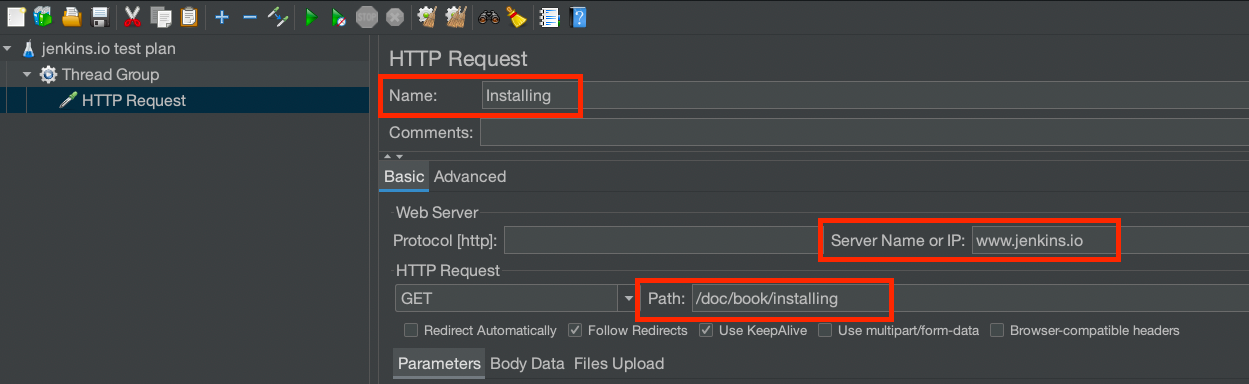 jenkins.io test plan
Thread Group
HTTP Request
HTTP Request
Name: Installing
Comments:
Basic Advanced
Web Server
Protocol [http]: Server Name or IP: www.jenkins.io
HTTP Request
GET Path: /doc/book/installing
Redirect Automatically Follow Redirects Use KeepAlive Use multipart/form-data Browser-compatible headers
Parameters Body Data Files Upload